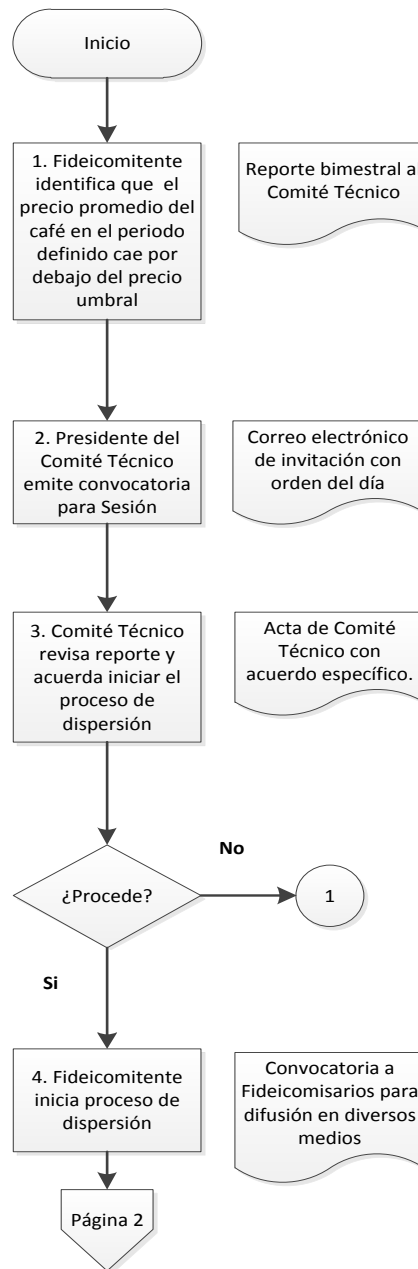 Inicio
1. Fideicomitente
identifica que el
precio promedio del
café en el periodo
definido cae por
debajo del precio
umbral
Reporte bimestral a
Comité Técnico
2. Presidente del
Comité Técnico
emite convocatoria
para Sesión
Correo electrónico
de invitación con
orden del día
3. Comité Técnico
revisa reporte y
acuerda iniciar el
proceso de
dispersión
Acta de Comité
Técnico con
acuerdo específico.
¿Procede?
No
1
Si
4. Fideicomitente
inicia proceso de
dispersión
Convocatoria a
Fideicomisarios para
difusión en diversos
medios
Página 2